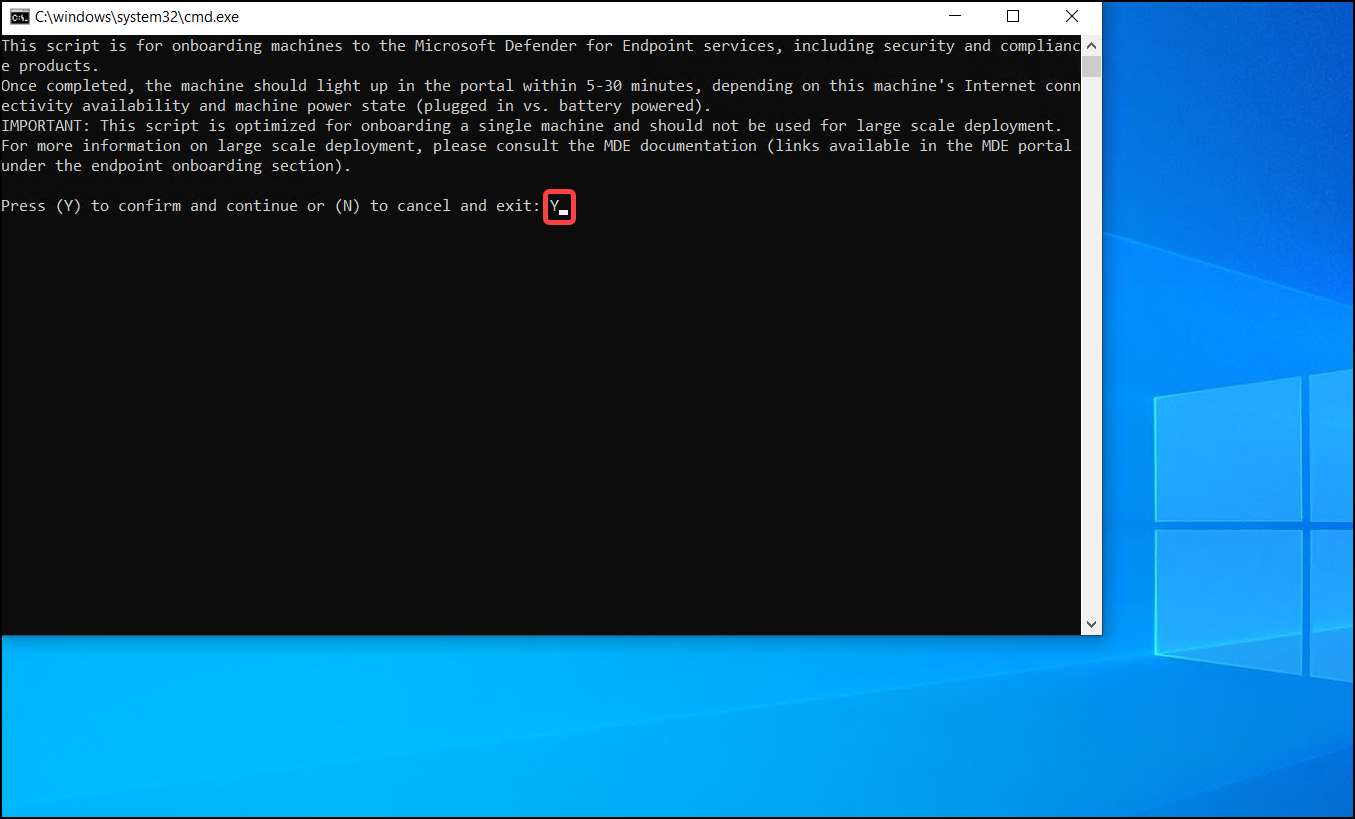 C:\windows\system32\cmd.exe
This script is for onboarding machines to the Microsoft Defender for Endpoint services, including security and complianc
e products.
Once completed, the machine should light up in the portal within 5-30 minutes, depending on this machine's Internet conn
ectivity availability and machine power state (plugged in vs. battery powered).
IMPORTANT: This script is optimized for onboarding a single machine and should not be used for large scale deployment.
For more information on large scale deployment, please consult the MDE documentation (links available in the MDE portal
under the endpoint onboarding section).
Press (Y) to confirm and continue or (N) to cancel and exit: Y